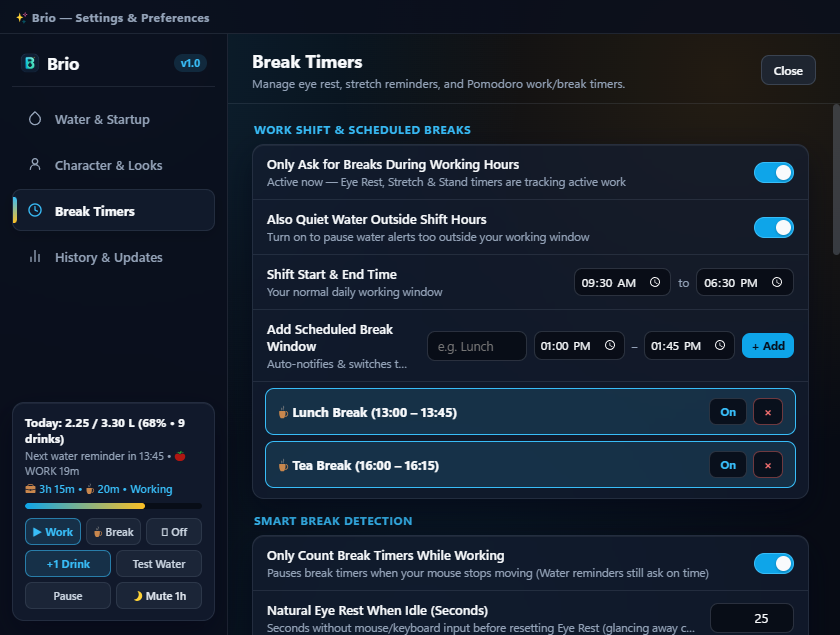 ✨ Brio — Settings & Preferences
B Brio v1.0
Water & Startup
Character & Looks
Break Timers
History & Updates
Today: 2.25 / 3.30 L (68% • 9
drinks)
Next water reminder in 13:45 • 🍅
WORK 19m
💼 3h 15m • ☕ 20m • Working
▶ Work
☕ Break
▯ Off
+1 Drink
Test Water
Pause
🌙 Mute 1h
Break Timers
Manage eye rest, stretch reminders, and Pomodoro work/break timers.
Close
WORK SHIFT & SCHEDULED BREAKS
Only Ask for Breaks During Working Hours
Active now — Eye Rest, Stretch & Stand timers are tracking active work
Also Quiet Water Outside Shift Hours
Turn on to pause water alerts too outside your working window
Shift Start & End Time
Your normal daily working window
09:30 AM to 06:30 PM
Add Scheduled Break
Window
Auto-notifies & switches t...
e.g. Lunch 01:00 PM – 01:45 PM + Add
☕ Lunch Break (13:00 – 13:45) On ×
☕ Tea Break (16:00 – 16:15) On ×
SMART BREAK DETECTION
Only Count Break Timers While Working
Pauses break timers when your mouse stops moving (Water reminders still ask on time)
Natural Eye Rest When Idle (Seconds)
Seconds without mouse/keyboard input before resetting Eye Rest (glancing away c...
25